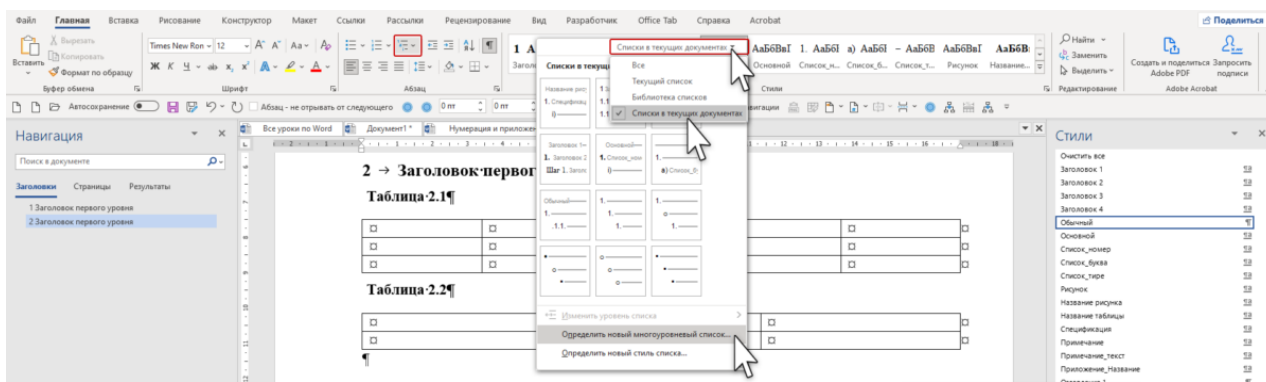 Файл Главная Вставка Рисование Конструктор Макет Ссылки Рассылки Рецензирование Вид Разработчик Office Tab Справка Acrobat Поделиться
Вставить Вырезать Копировать Формат по образцу
Times New Ron 12
Найти Заменить Выделить
Создать и поделиться Adobe PDF Запросить подписи
Основной Список_н... Список_б... Список_т... Рисунок Название...
Буфер обмена Шрифт Абзац Стили Редактирование Adobe Acrobat
Автосохранение Абзац - не отрывать от следующего 0 пт 0 пт
Все уроки по Word Документ1 *
Навигация
Поиск в документе
Заголовки Страницы Результаты
1 Заголовок первого уровня
2 Заголовок первого уровня
2 → Заголовок·первог
Таблица·2.1¶
Таблица·2.2¶
¶
Списки в текущих документах
Все
Текущий список
Библиотека списков
Списки в текущих документах
Изменить уровень списка
Определить новый многоуровневый список...
Определить новый стиль списка...
Стили
Очистить все
Заголовок 1
Заголовок 2
Заголовок 3
Заголовок 4
Обычный
Основной
Список_номер
Список_буква
Список_тире
Рисунок
Название рисунка
Название таблицы
Спецификация
Примечание
Примечание_текст
Приложение_Название